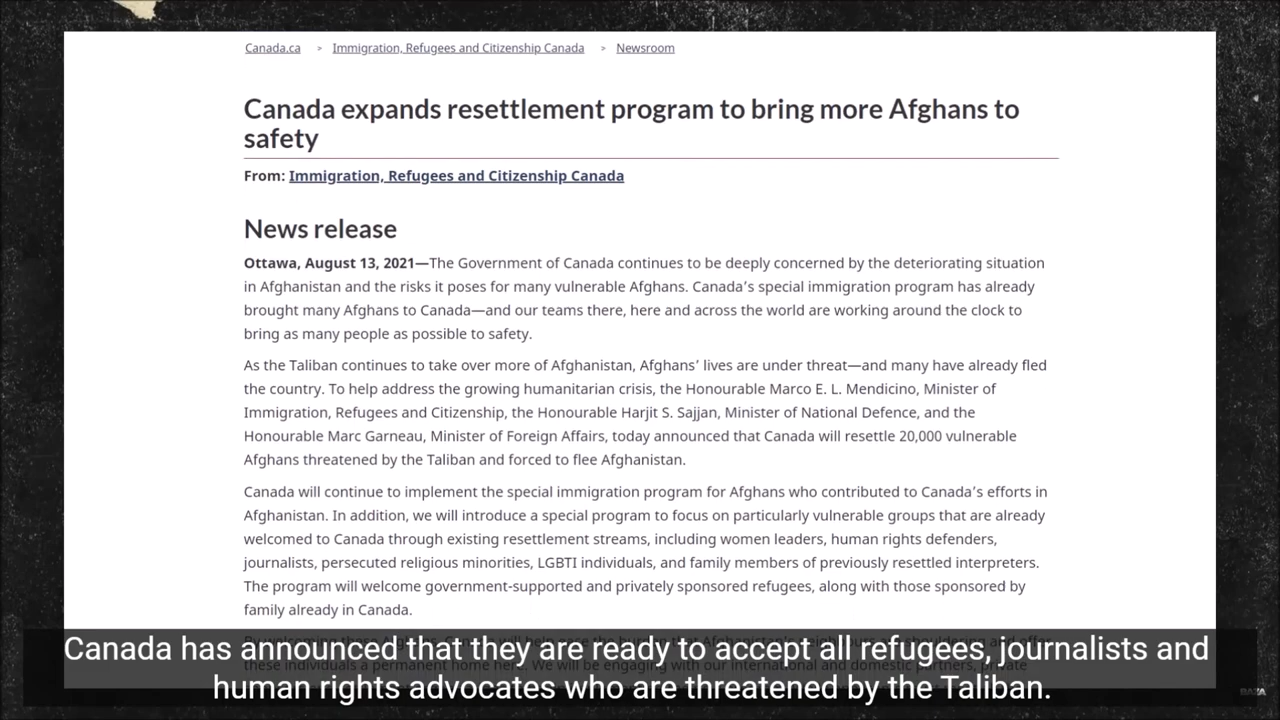 Canada.ca > Immigration, Refugees and Citizenship Canada > Newsroom
Canada expands resettlement program to bring more Afghans to
safety
From: Immigration, Refugees and Citizenship Canada
News release
Ottawa, August 13, 2021—The Government of Canada continues to be deeply concerned by the deteriorating situation
in Afghanistan and the risks it poses for many vulnerable Afghans. Canada’s special immigration program has already
brought many Afghans to Canada—and our teams there, here and across the world are working around the clock to
bring as many people as possible to safety.
As the Taliban continues to take over more of Afghanistan, Afghans’ lives are under threat—and many have already fled
the country. To help address the growing humanitarian crisis, the Honourable Marco E. L. Mendicino, Minister of
Immigration, Refugees and Citizenship, the Honourable Harjit S. Sajjan, Minister of National Defence, and the
Honourable Marc Garneau, Minister of Foreign Affairs, today announced that Canada will resettle 20,000 vulnerable
Afghans threatened by the Taliban and forced to flee Afghanistan.
Canada will continue to implement the special immigration program for Afghans who contributed to Canada’s efforts in
Afghanistan. In addition, we will introduce a special program to focus on particularly vulnerable groups that are already
welcomed to Canada through existing resettlement streams, including women leaders, human rights defenders,
journalists, persecuted religious minorities, LGBTI individuals, and family members of previously resettled interpreters.
The program will welcome government-supported and privately sponsored refugees, along with those sponsored by
family already in Canada.
Canada has announced that they are ready to accept all refugees, journalists and
human rights advocates who are threatened by the Taliban.